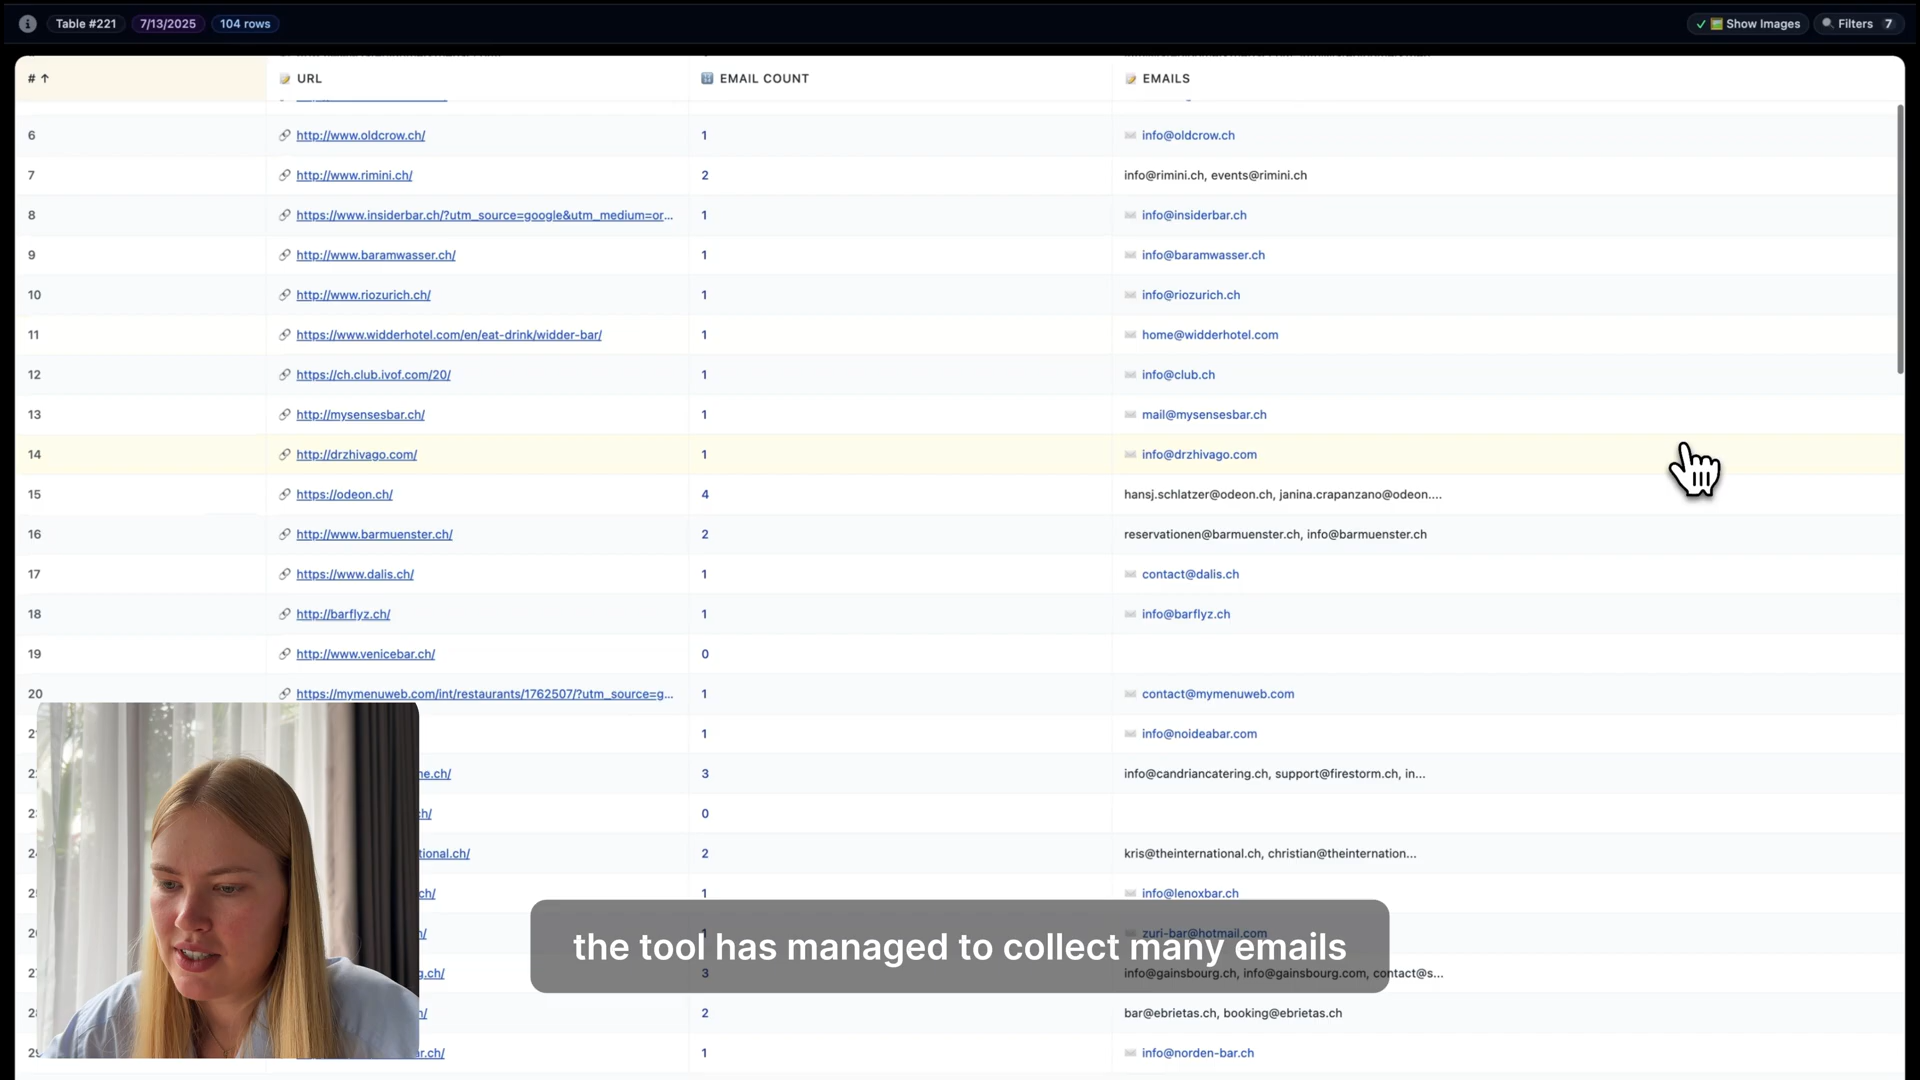 Table #221 7/13/2025 104 rows Show Images Filters 7
# ↑ URL EMAIL COUNT EMAILS
6 http://www.oldcrow.ch/ 1 info@oldcrow.ch
7 http://www.rimini.ch/ 2 info@rimini.ch, events@rimini.ch
8 https://www.insiderbar.ch/?utm_source=google&utm_medium=or... 1 info@insiderbar.ch
9 http://www.baramwasser.ch/ 1 info@baramwasser.ch
10 http://www.riozurich.ch/ 1 info@riozurich.ch
11 https://www.widderhotel.com/en/eat-drink/widder-bar/ 1 home@widderhotel.com
12 https://ch.club.ivof.com/20/ 1 info@club.ch
13 http://mysensesbar.ch/ 1 mail@mysensesbar.ch
14 http://drzhivago.com/ 1 info@drzhivago.com
15 https://odeon.ch/ 4 hansj.schlatzer@odeon.ch, janina.crapanzano@odeon....
16 http://www.barmuenster.ch/ 2 reservationen@barmuenster.ch, info@barmuenster.ch
17 https://www.dalis.ch/ 1 contact@dalis.ch
18 http://barflyz.ch/ 1 info@barflyz.ch
19 http://www.venicebar.ch/ 0
20 https://mymenuweb.com/int/restaurants/1762507/?utm_source=g... 1 contact@mymenuweb.com
1 info@noideabar.com
ne.ch/ 3 info@candriancatering.ch, support@firestorm.ch, in...
ch/ 0
tional.ch/ 2 kris@theinternational.ch, christian@theinternation...
ch/ 1 info@lenoxbar.ch
/ 1 zuri-bar@hotmail.com
the tool has managed to collect many emails
g.ch/ 3 info@gainsbourg.ch, info@gainsbourg.com, contact@s...
/ 2 bar@ebrietas.ch, booking@ebrietas.ch
ar.ch/ 1 info@norden-bar.ch